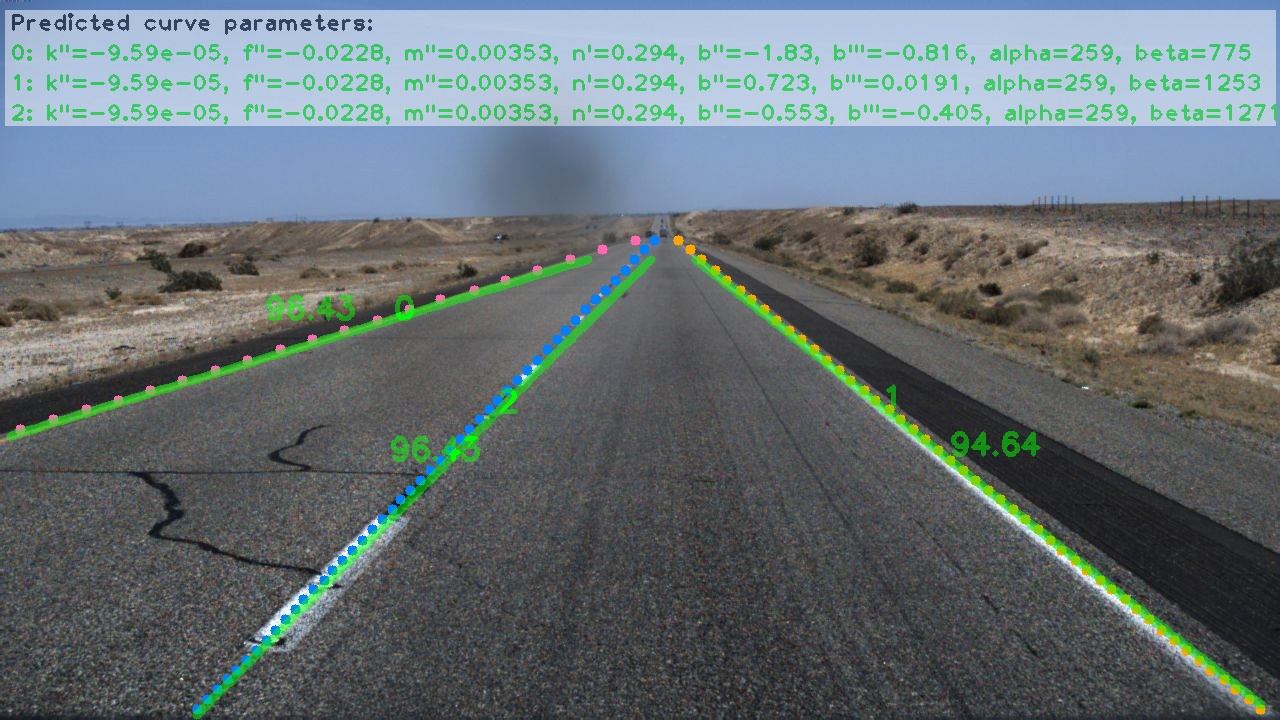 Predicted curve parameters:
0: k''=-9.59e-05, f''=-0.0228, m''=0.00353, n'=0.294, b''=-1.83, b'''=-0.816, alpha=259, beta=775
1: k''=-9.59e-05, f''=-0.0228, m''=0.00353, n'=0.294, b''=0.723, b'''=0.0191, alpha=259, beta=1253
2: k''=-9.59e-05, f''=-0.0228, m''=0.00353, n'=0.294, b''=-0.553, b'''=-0.405, alpha=259, beta=1271
96.43 0
2 1
96.43 94.64